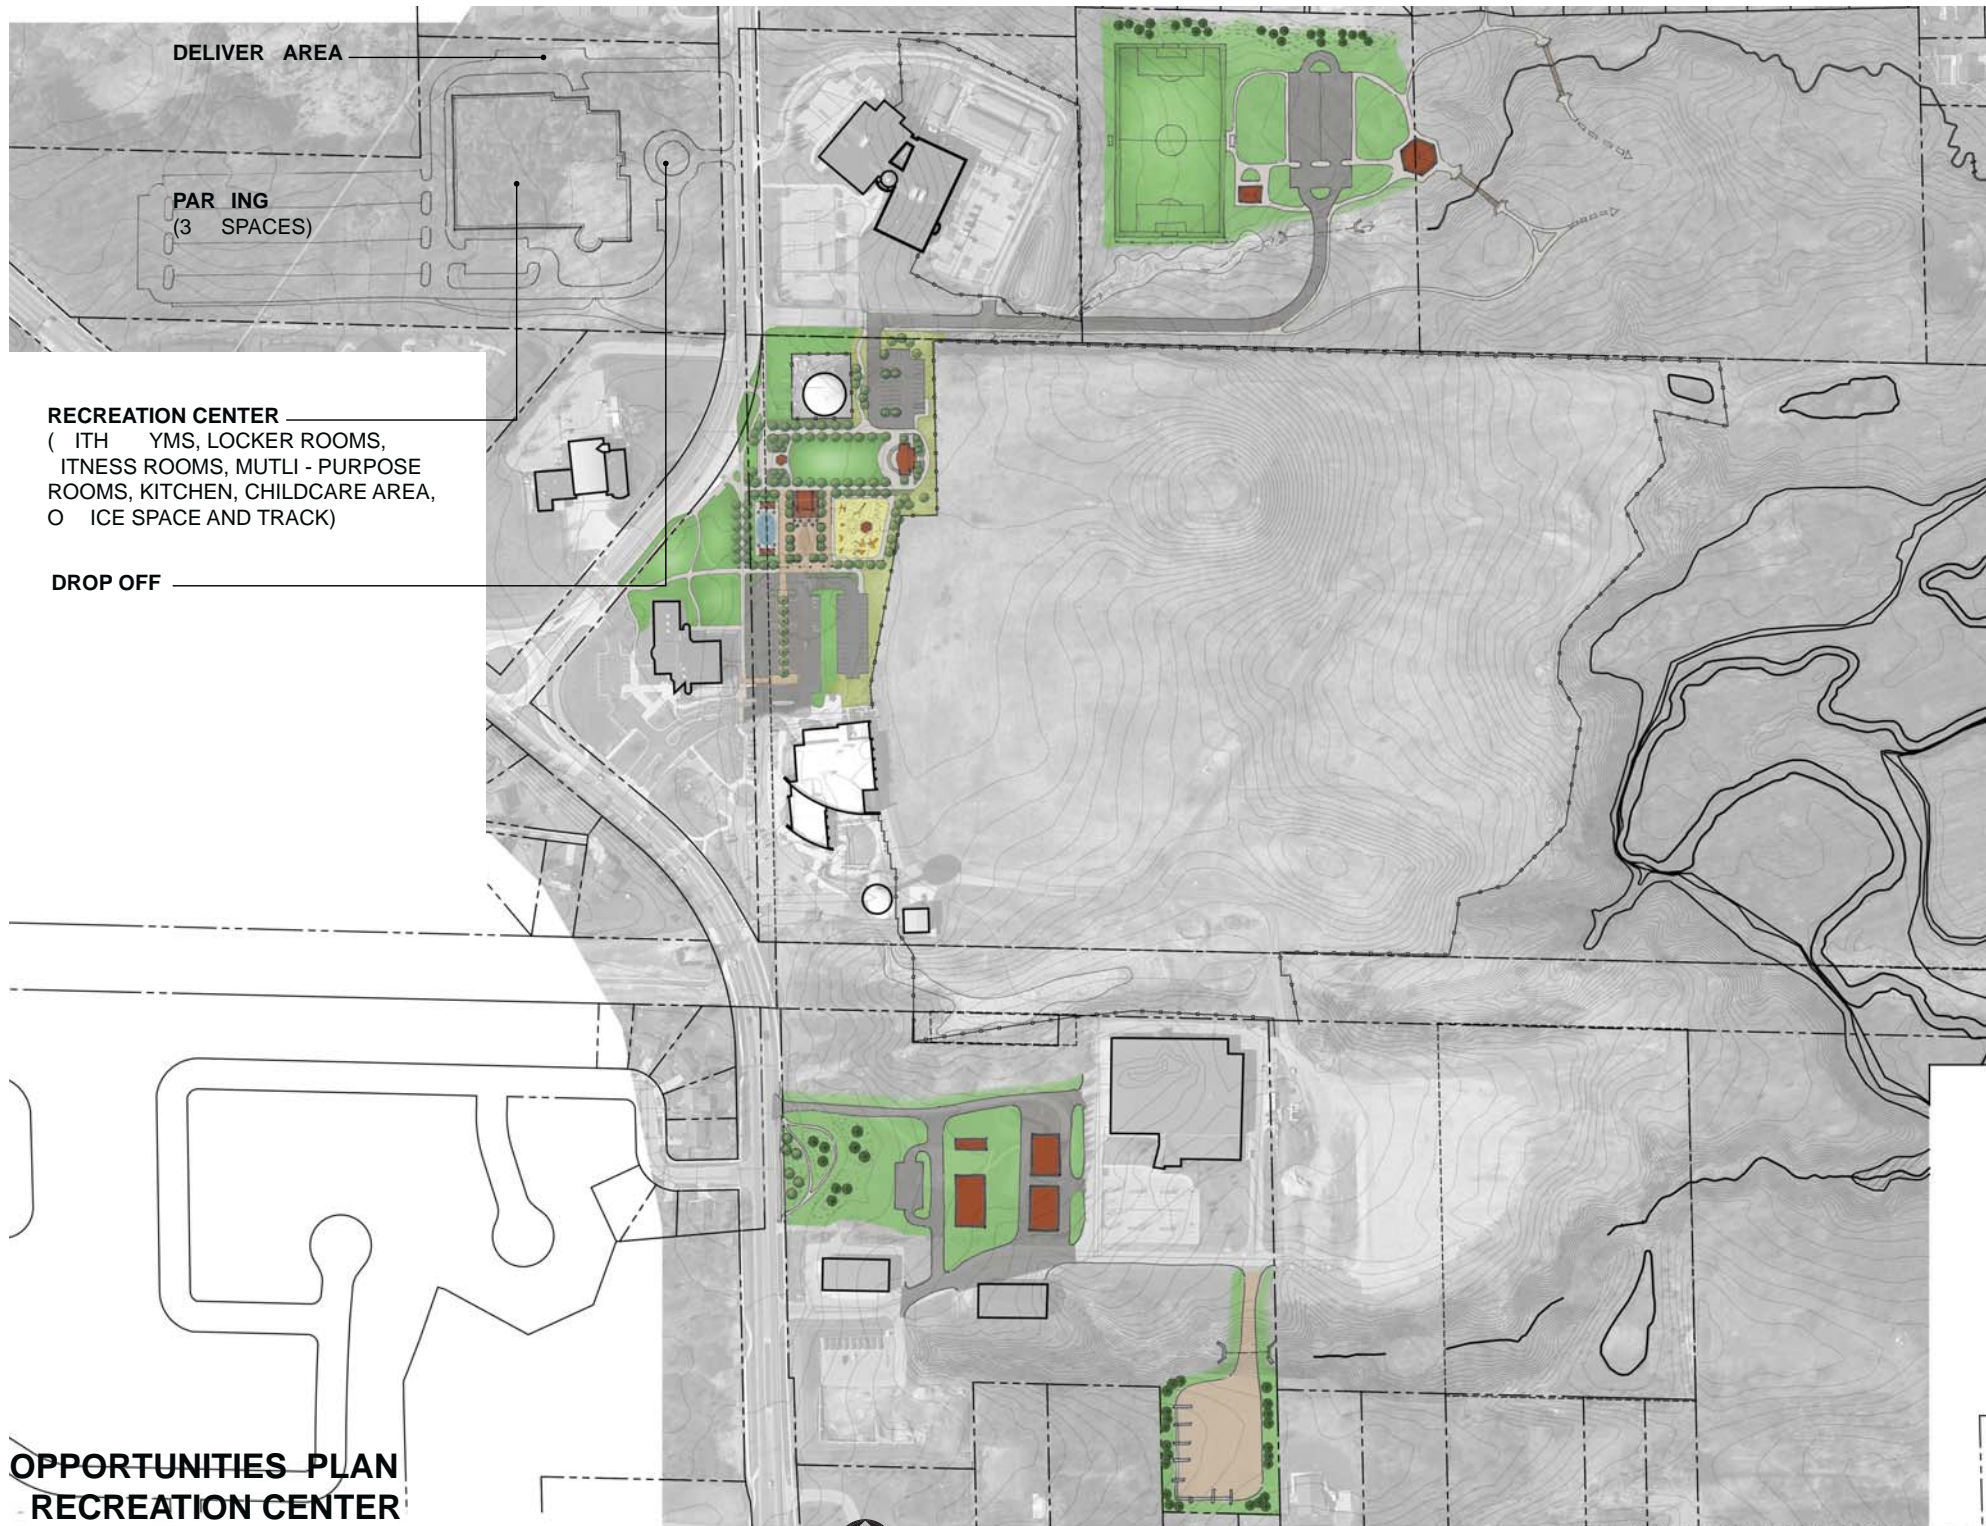 DELIVER AREA
PAR ING
(3 SPACES)
RECREATION CENTER
( ITH YMS, LOCKER ROOMS,
ITNESS ROOMS, MUTLI - PURPOSE
ROOMS, KITCHEN, CHILDCARE AREA,
O ICE SPACE AND TRACK)
DROP OFF
OPPORTUNITIES PLAN
RECREATION CENTER